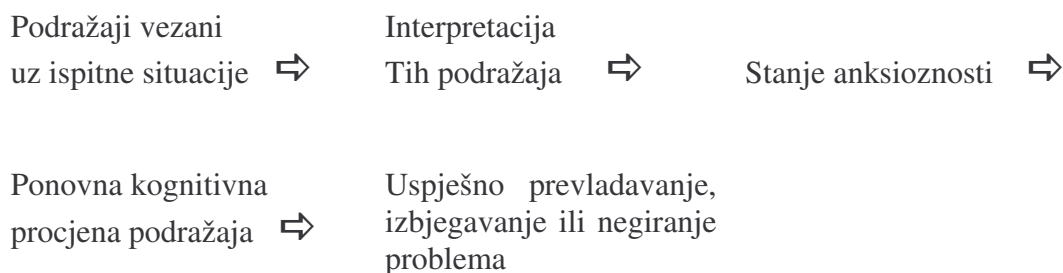 Podražaji vezani
uz ispitne situacije ⇨
Interpretacija
Tih podražaja ⇨
Stanje anksioznosti ⇨
Ponovna kognitivna
procjena podražaja ⇨
Uspješno prevladavanje,
izbjegavanje ili negiranje
problema